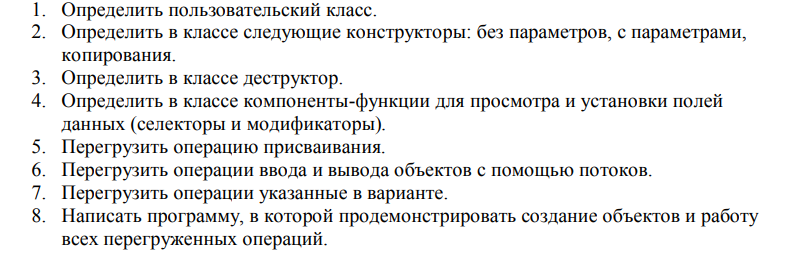 1. Определить пользовательский класс.
2. Определить в классе следующие конструкторы: без параметров, с параметрами,
копирования.
3. Определить в классе деструктор.
4. Определить в классе компоненты-функции для просмотра и установки полей
данных (селекторы и модификаторы).
5. Перегрузить операцию присваивания.
6. Перегрузить операции ввода и вывода объектов с помощью потоков.
7. Перегрузить операции указанные в варианте.
8. Написать программу, в которой продемонстрировать создание объектов и работу
всех перегруженных операций.